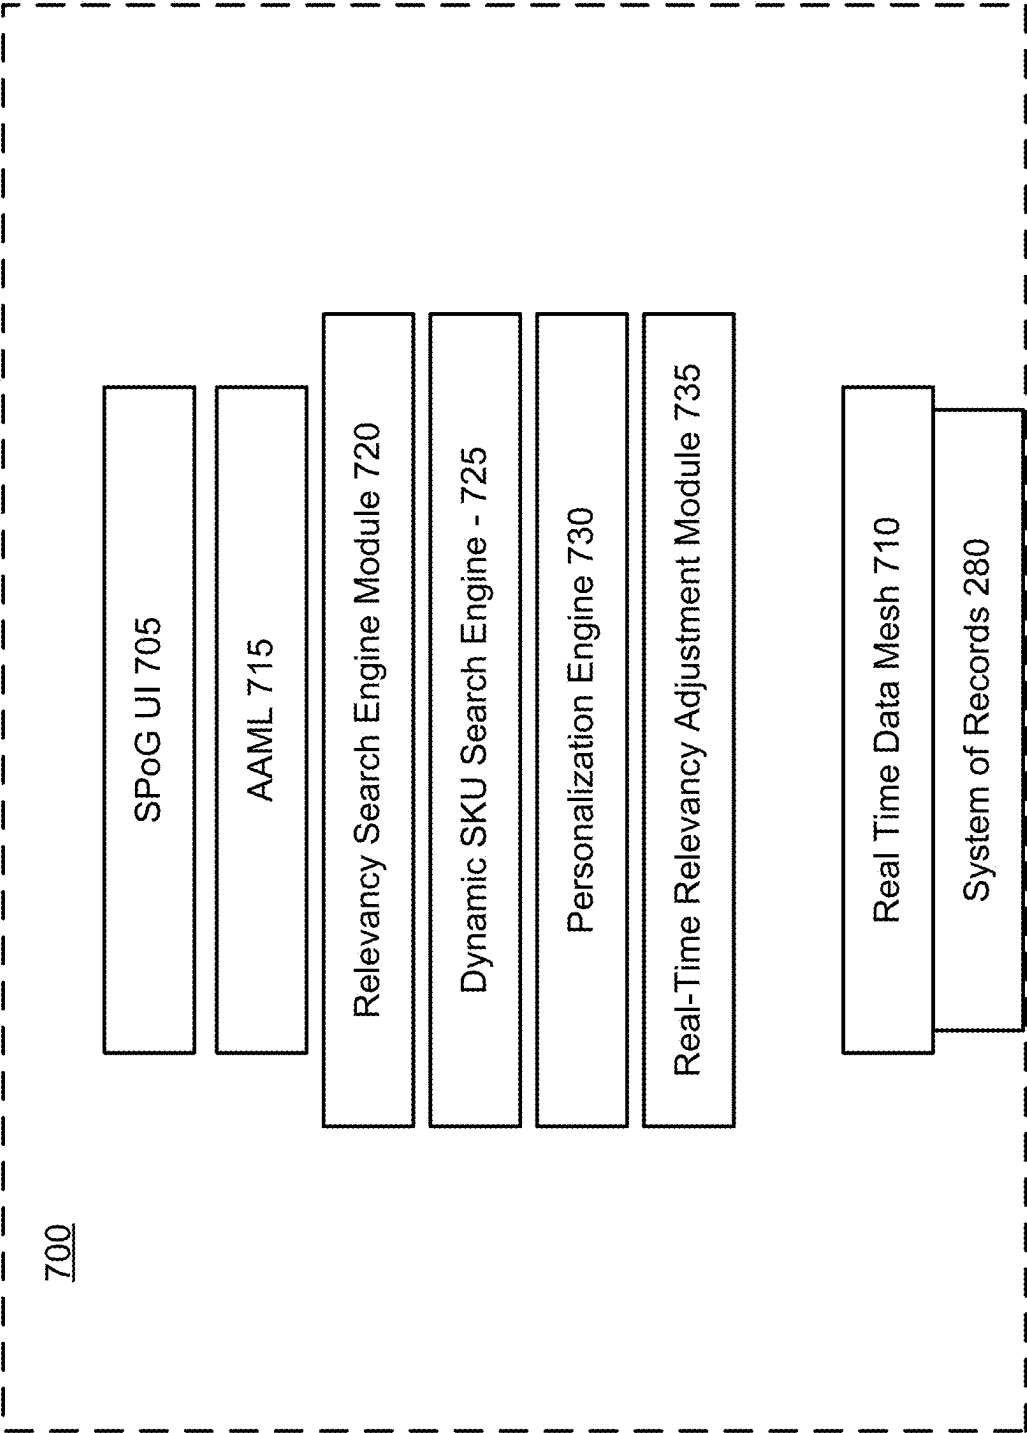 700
SPoG UI 705
AAML 715
Relevancy Search Engine Module 720
Dynamic SKU Search Engine - 725
Personalization Engine 730
Real-Time Relevancy Adjustment Module 735
Real Time Data Mesh 710
System of Records 280